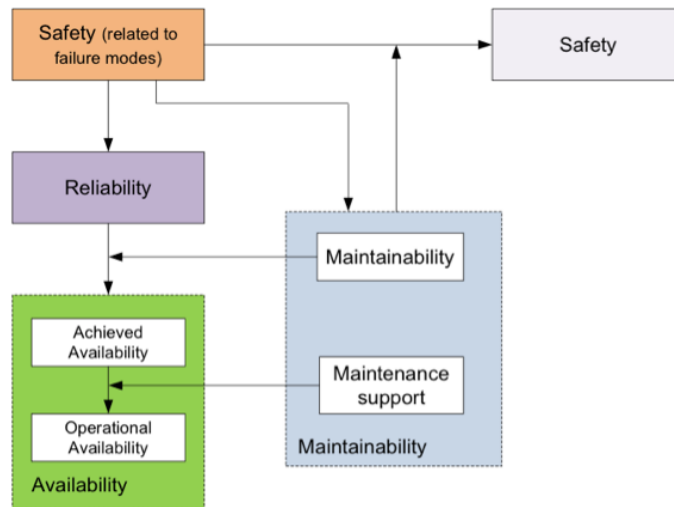 Safety (related to
failure modes)
Safety
Reliability
Maintainability
Achieved
Availability
Maintenance
support
Operational
Availability
Maintainability
Availability